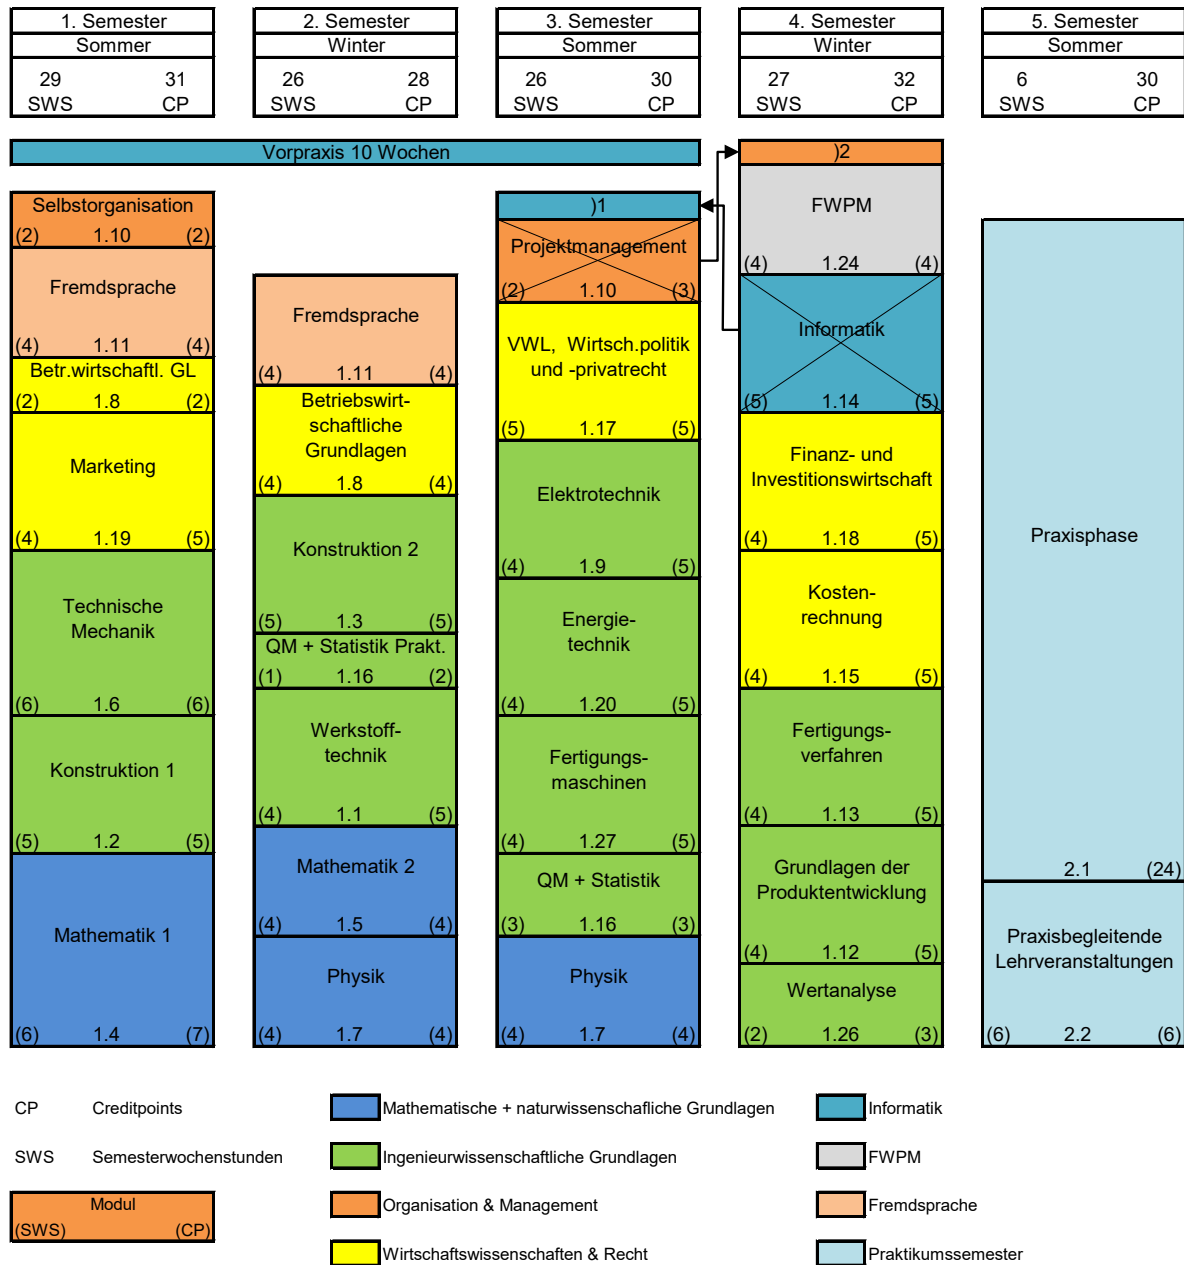 1. Semester
Sommer
29 31
SWS CP
2. Semester
Winter
26 28
SWS CP
3. Semester
Sommer
26 30
SWS CP
4. Semester
Winter
27 32
SWS CP
5. Semester
Sommer
6 30
SWS CP
Vorpraxis 10 Wochen
Selbstorganisation
(2) 1.10 (2)
Fremdsprache
(4) 1.11 (4)
Betr.wirtschaftl. GL
(2) 1.8 (2)
Marketing
(4) 1.19 (5)
Technische
Mechanik
(6) 1.6 (6)
Konstruktion 1
(5) 1.2 (5)
Mathematik 1
(6) 1.4 (7)
Fremdsprache
(4) 1.11 (4)
Betriebswirt-
schaftliche
Grundlagen
(4) 1.8 (4)
Konstruktion 2
(5) 1.3 (5)
QM + Statistik Prakt.
(1) 1.16 (2)
Werkstoff-
technik
(4) 1.1 (5)
Mathematik 2
(4) 1.5 (4)
Physik
(4) 1.7 (4)
)1
Projektmanagement
(2) 1.10 (3)
VWL, Wirtsch.politik
und -privatrecht
(5) 1.17 (5)
Elektrotechnik
(4) 1.9 (5)
Energie-
technik
(4) 1.20 (5)
Fertigungs-
maschinen
(4) 1.27 (5)
QM + Statistik
(3) 1.16 (3)
Physik
(4) 1.7 (4)
)2
FWPM
(4) 1.24 (4)
Informatik
(5) 1.14 (5)
Finanz- und
Investitionswirtschaft
(4) 1.18 (5)
Kosten-
rechnung
(4) 1.15 (5)
Fertigungs-
verfahren
(4) 1.13 (5)
Grundlagen der
Produktentwicklung
(4) 1.12 (5)
Wertanalyse
(2) 1.26 (3)
Praxisphase
2.1 (24)
Praxisbegleitende
Lehrveranstaltungen
(6) 2.2 (6)
CP Creditpoints
SWS Semesterwochenstunden
Modul
(SWS) (CP)
Mathematische + naturwissenschafliche Grundlagen
Ingenieurwissenschaftliche Grundlagen
Organisation & Management
Wirtschaftswissenschaften & Recht
Informatik
FWPM
Fremdsprache
Praktikumssemester